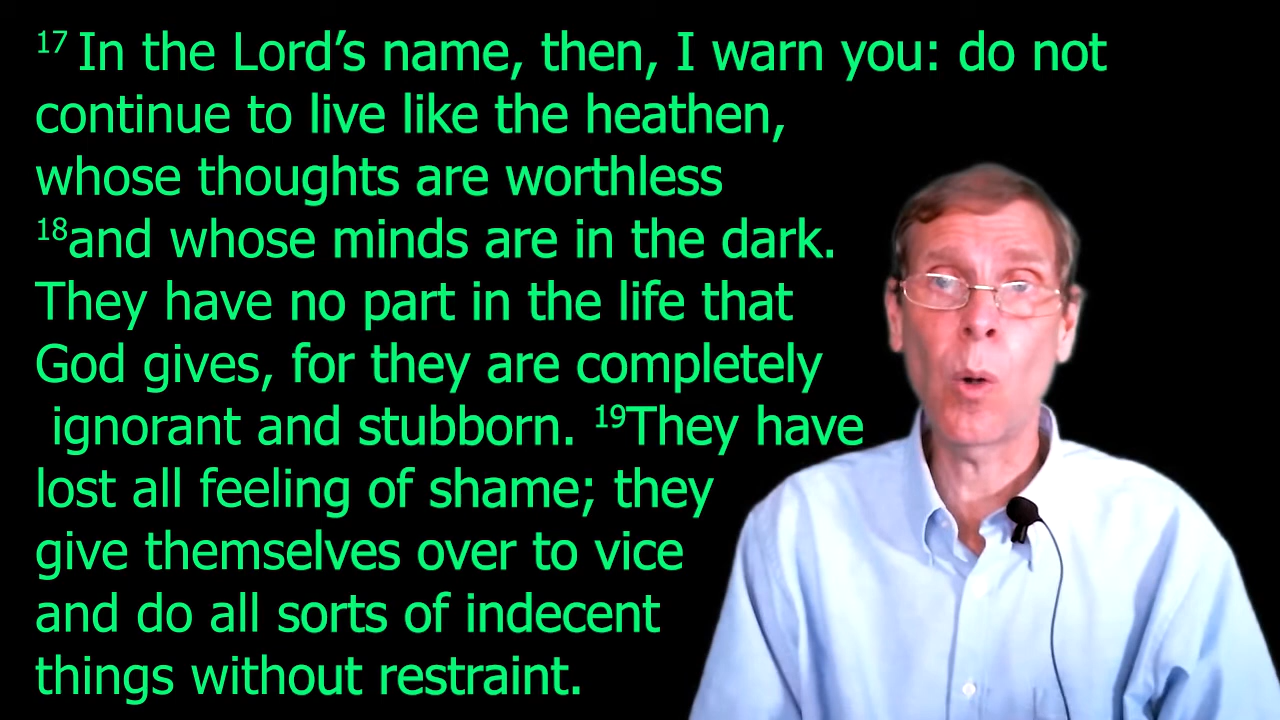 17 In the Lord’s name, then, I warn you: do not
continue to live like the heathen,
whose thoughts are worthless
18and whose minds are in the dark.
They have no part in the life that
God gives, for they are completely
ignorant and stubborn. 19They have
lost all feeling of shame; they
give themselves over to vice
and do all sorts of indecent
things without restraint.